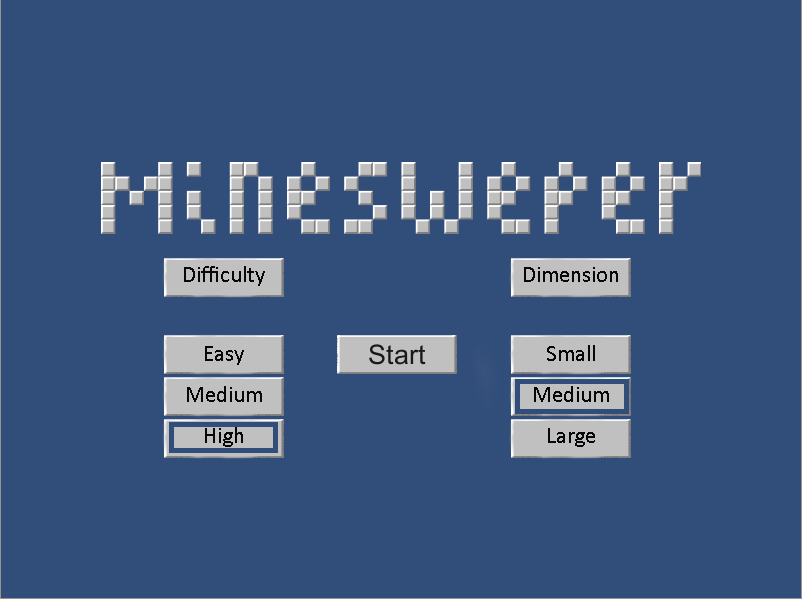 Minesweper
Difficulty
Dimension
Easy
Start
Small
Medium
Medium
High
Large